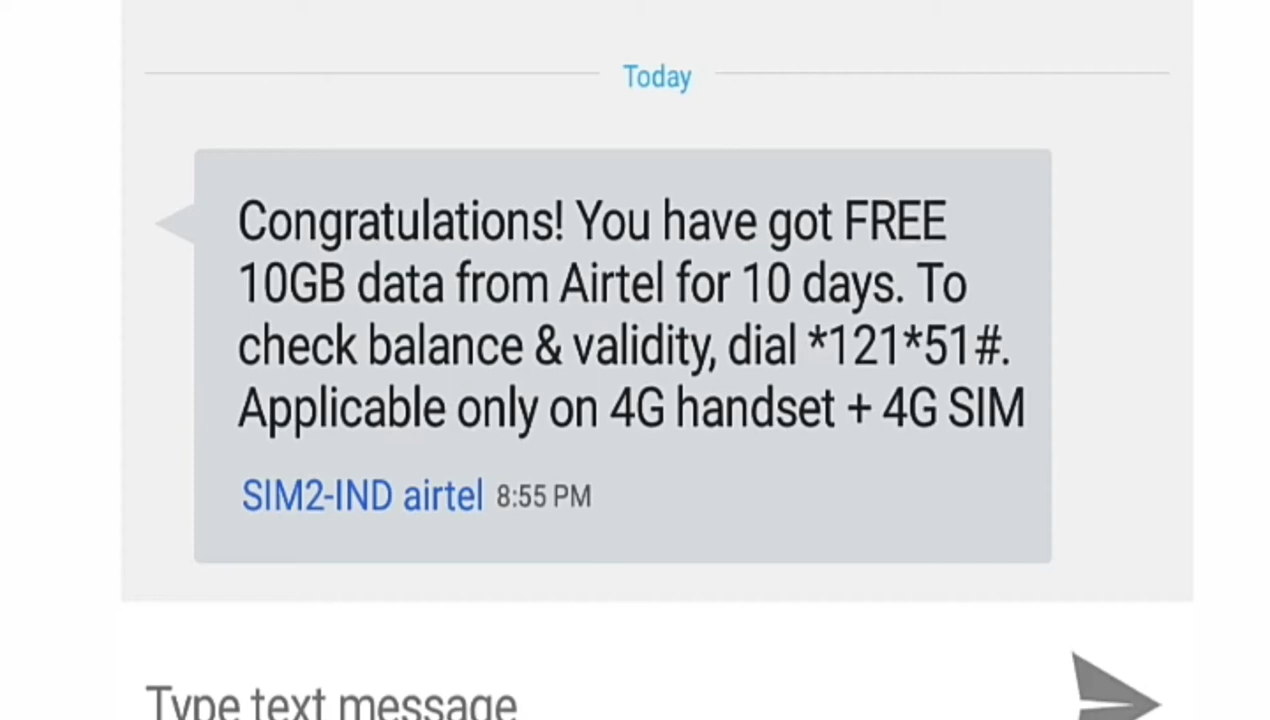 Today
Congratulations! You have got FREE
10GB data from Airtel for 10 days. To
check balance & validity, dial *121*51#.
Applicable only on 4G handset + 4G SIM
SIM2-IND airtel 8:55 PM
Type text message